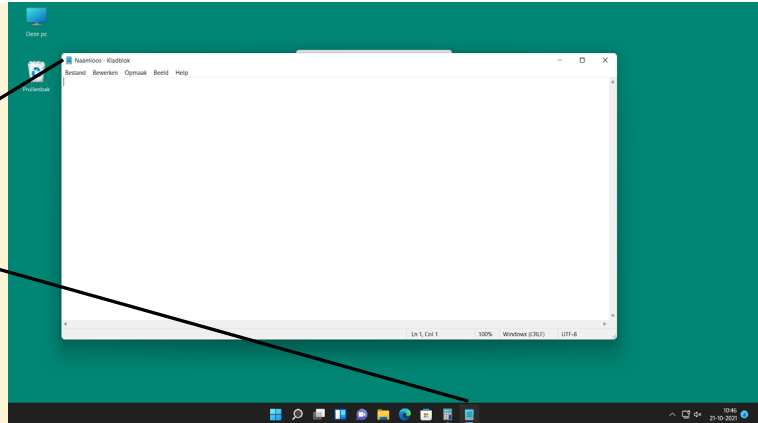 Deze pc
Naamloos - Kladblok
Bestand Bewerken Opmaak Beeld Help
Prullenbak
Ln 1, Col 1 100% Windows (CRLF) UTF-8
10:46
21-10-2021